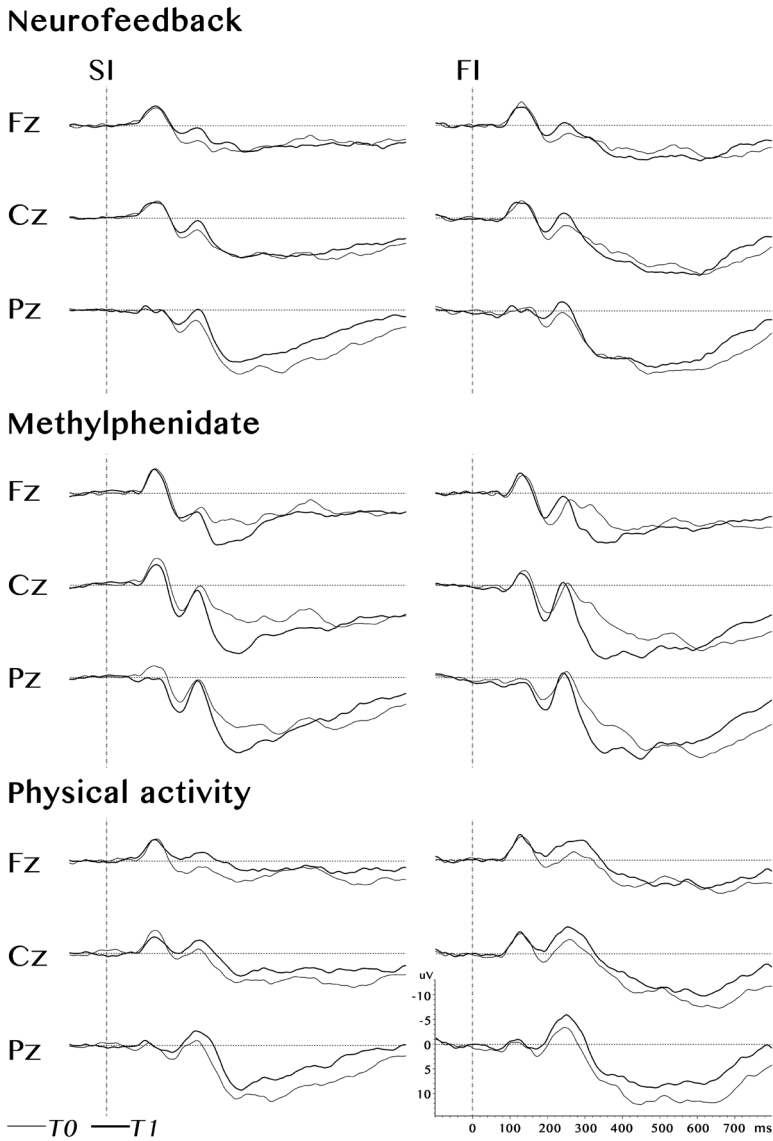 Neurofeedback
SI FI
Fz
Cz
Pz
Methylphenidate
Fz
Cz
Pz
Physical activity
Fz
Cz
uV
-10
-5
Pz
0
5
10
T0 T1
0 100 200 300 400 500 600 700 ms